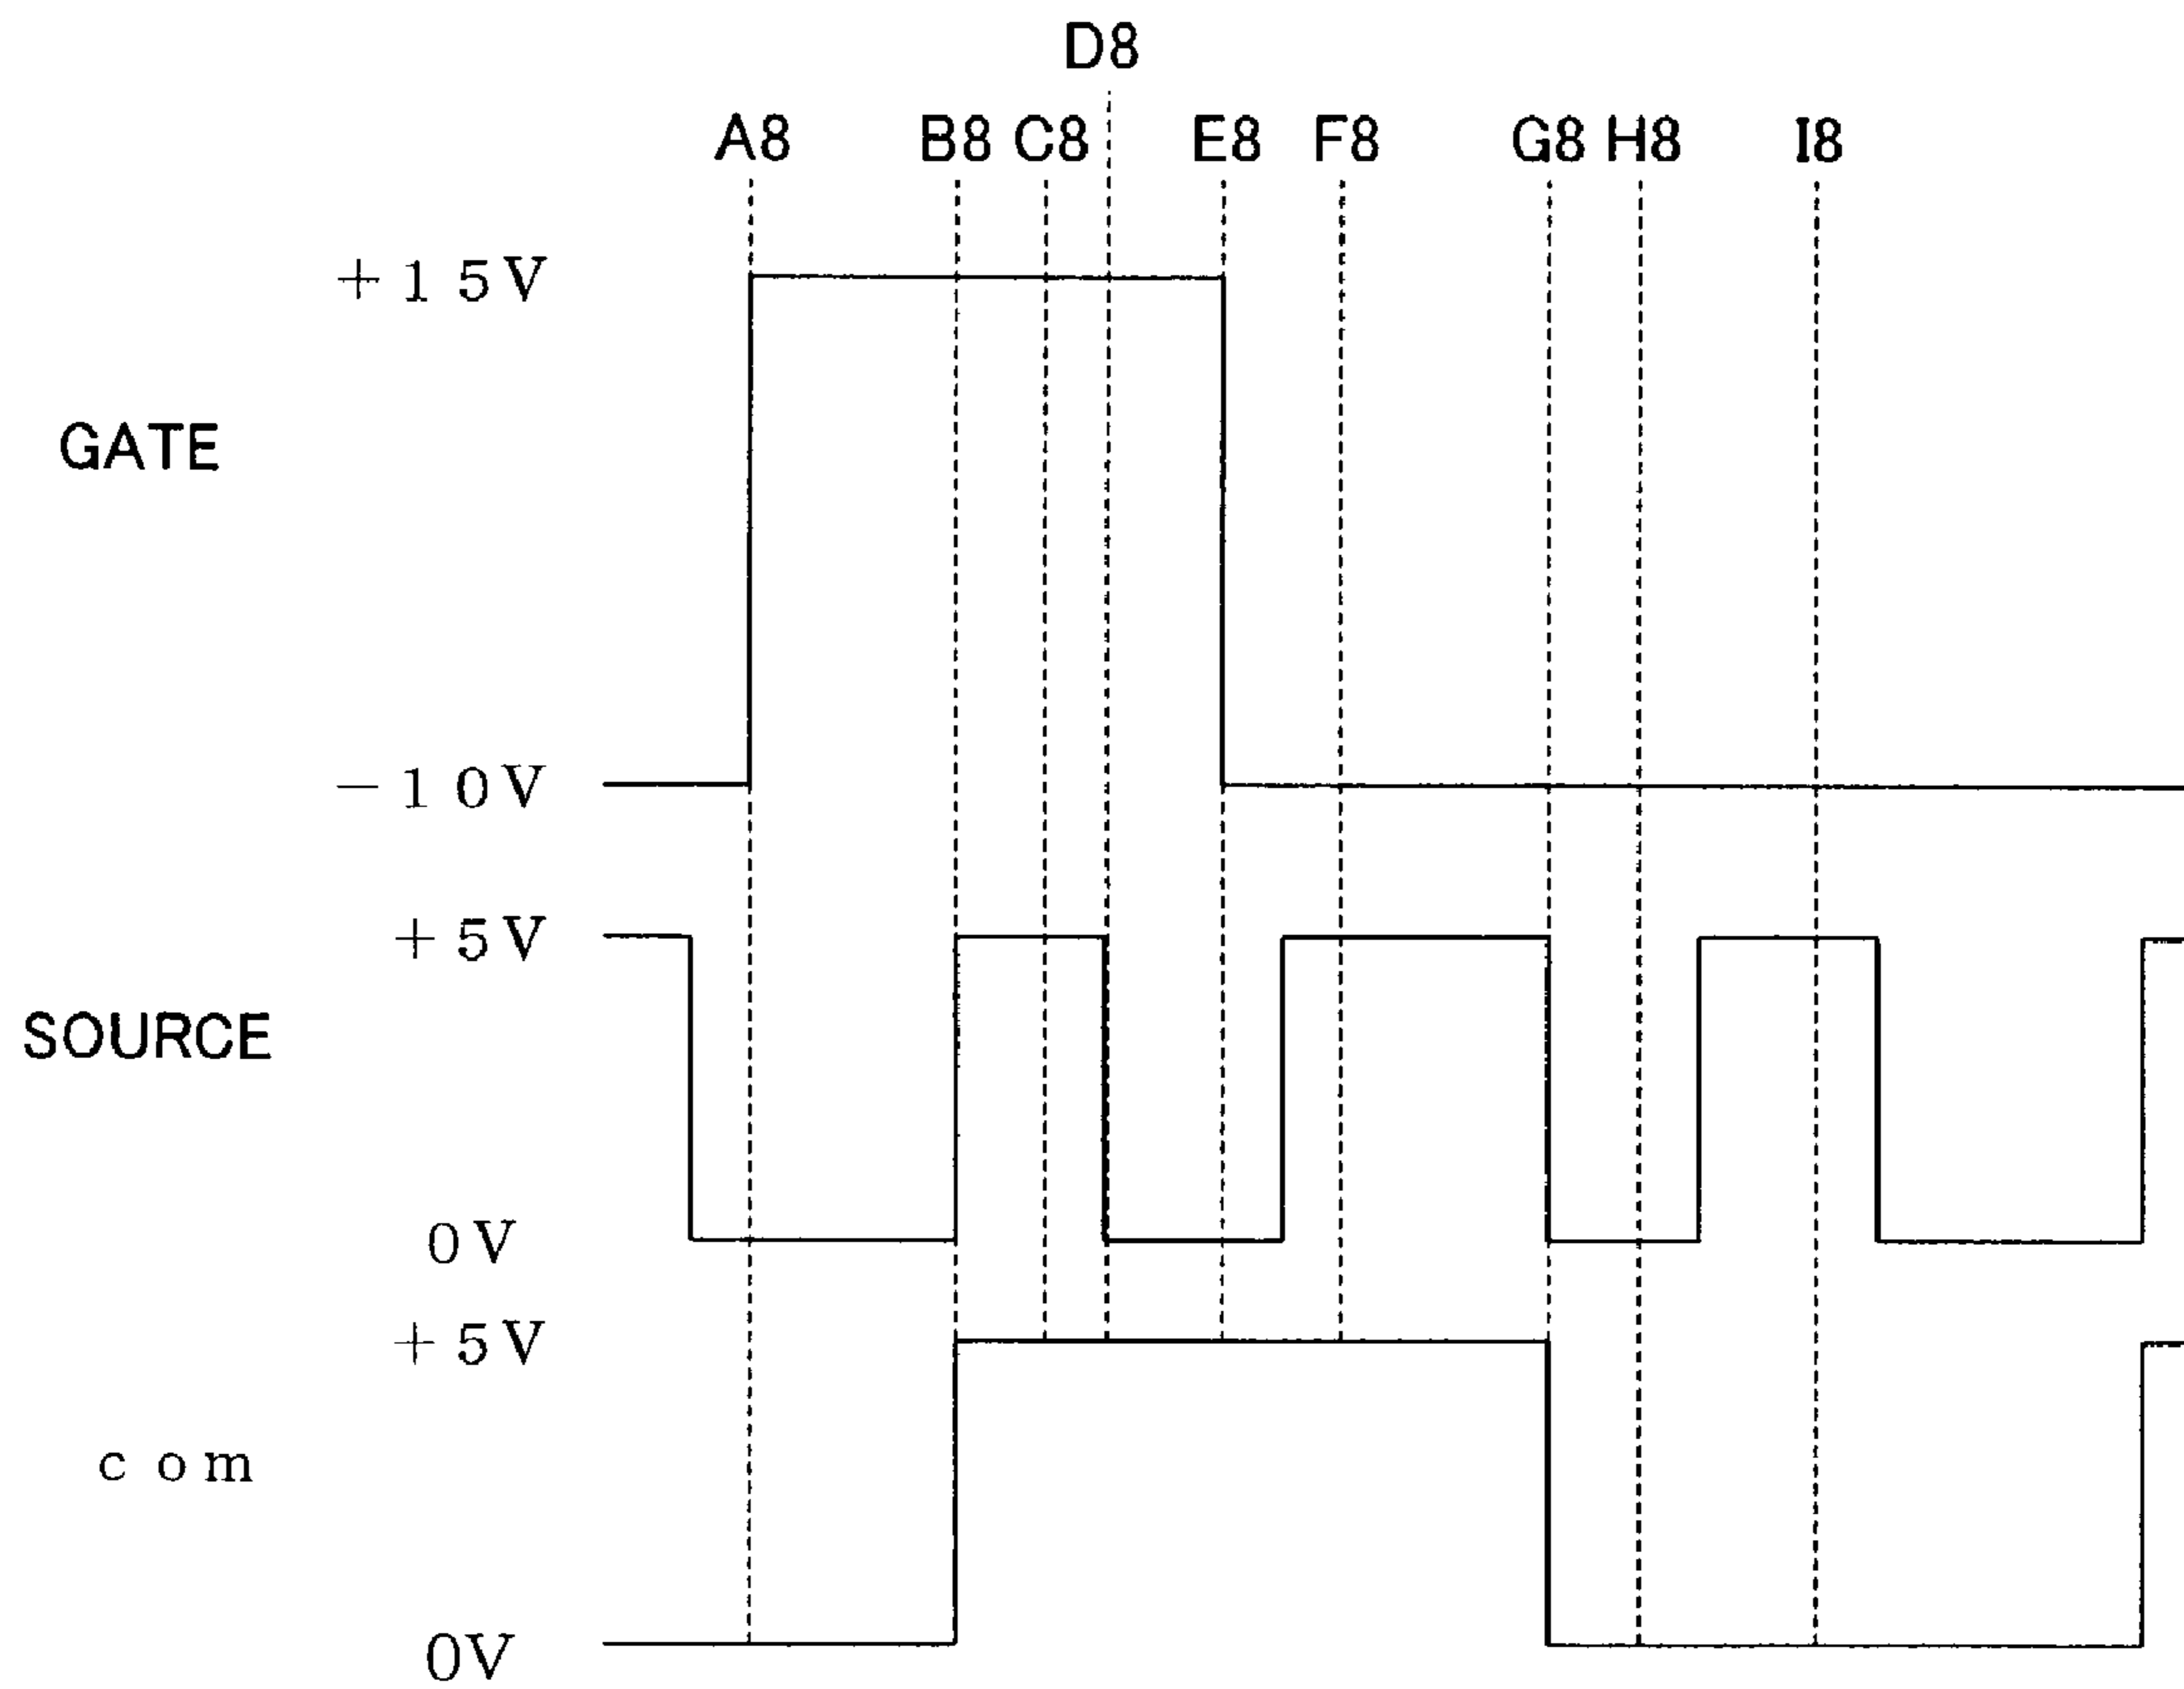 D8
A8 B8 C8 E8 F8 G8 H8 I8
+15V
GATE
-10V
+5V
SOURCE
0V
+5V
com
0V